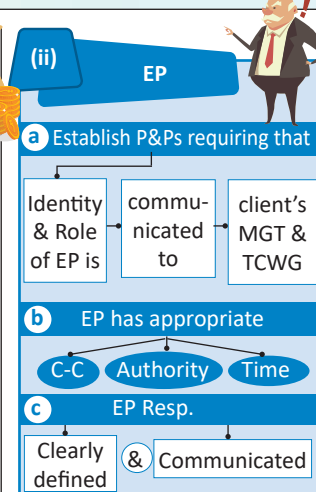 (ii)
EP
a Establish P&Ps requiring that
Identity
& Role
of EP is
commu-
nicated
to
client's
MGT &
TCWG
b EP has appropriate
C-C Authority Time
c EP Resp.
Clearly
defined
& Communicated